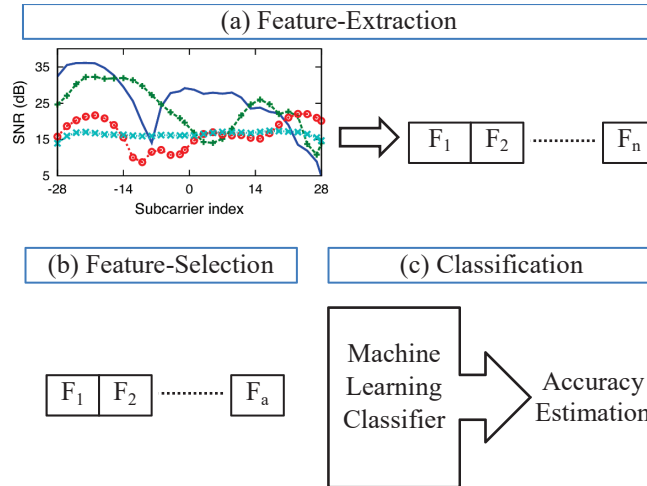 (a) Feature-Extraction
SNR (dB)
35
25
15
5
-28
-14
0
14
28
Subcarrier index
F1 F2 ........... Fn
(b) Feature-Selection
(c) Classification
F1 F2 ........... Fa
Machine
Learning
Classifier
Accuracy
Estimation